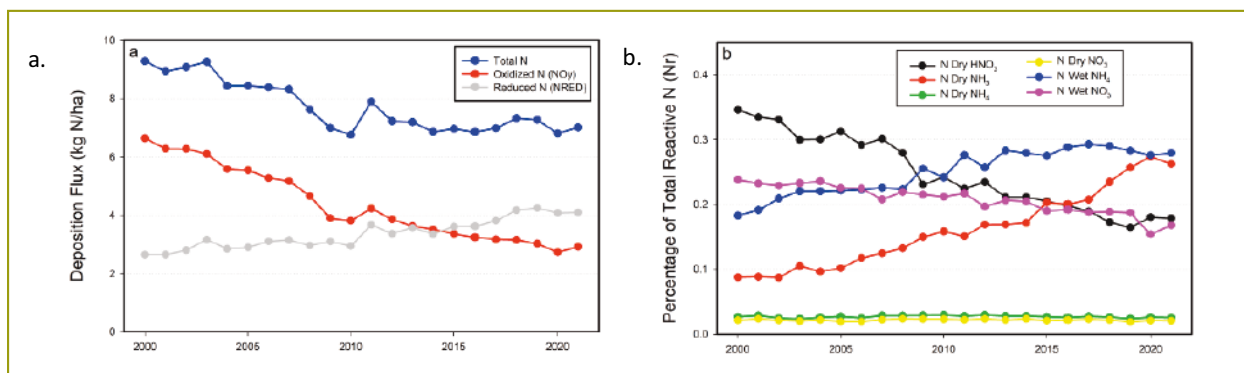 a.
a
Total N
Oxidized N (NOy)
Reduced N (NRED)
Deposition Flux (kg N/ha)
10
8
6
4
2
0
2000
2005
2010
2015
2020
b.
b
N Dry HNO3
N Dry NH3
N Dry NH4
N Dry NO3
N Wet NH4
N Wet NO3
Percentage of Total Reactive N (Nr)
0.4
0.3
0.2
0.1
0.0
2000
2005
2010
2015
2020